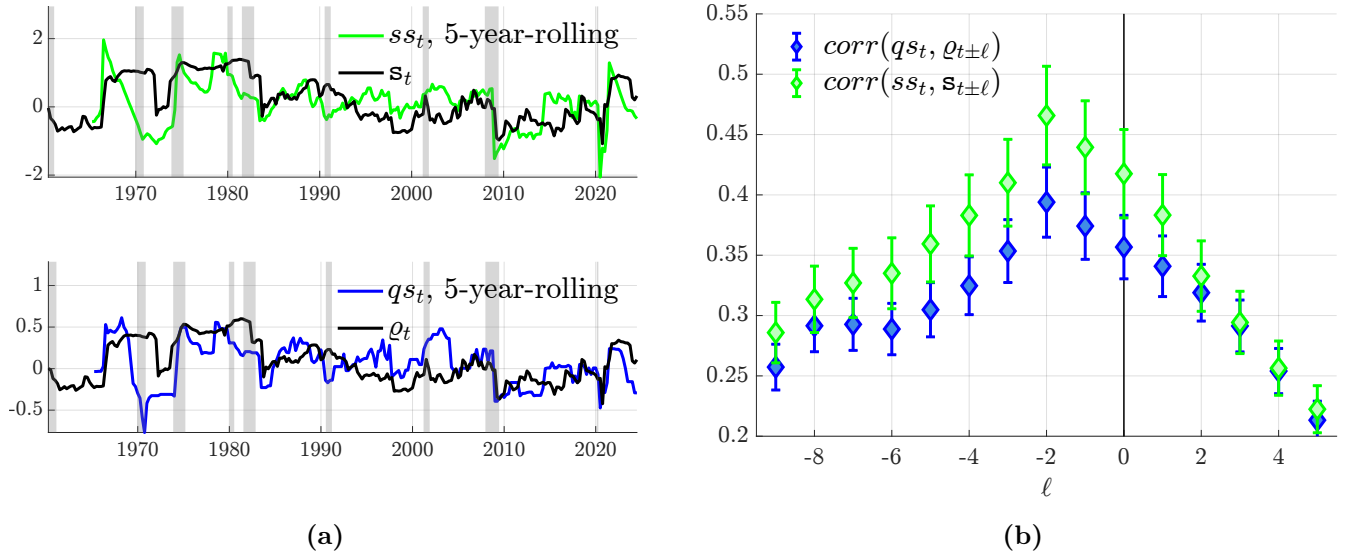 2
0
-2
ss_t, 5-year-rolling
s_t
1970 1980 1990 2000 2010 2020
1
0.5
0
-0.5
qs_t, 5-year-rolling
ϱ_t
1970 1980 1990 2000 2010 2020
(a)
0.55
0.5
0.45
0.4
0.35
0.3
0.25
0.2
corr(qs_t, ϱ_{t±ℓ})
corr(ss_t, s_{t±ℓ})
-8 -6 -4 -2 0 2 4
ℓ
(b)